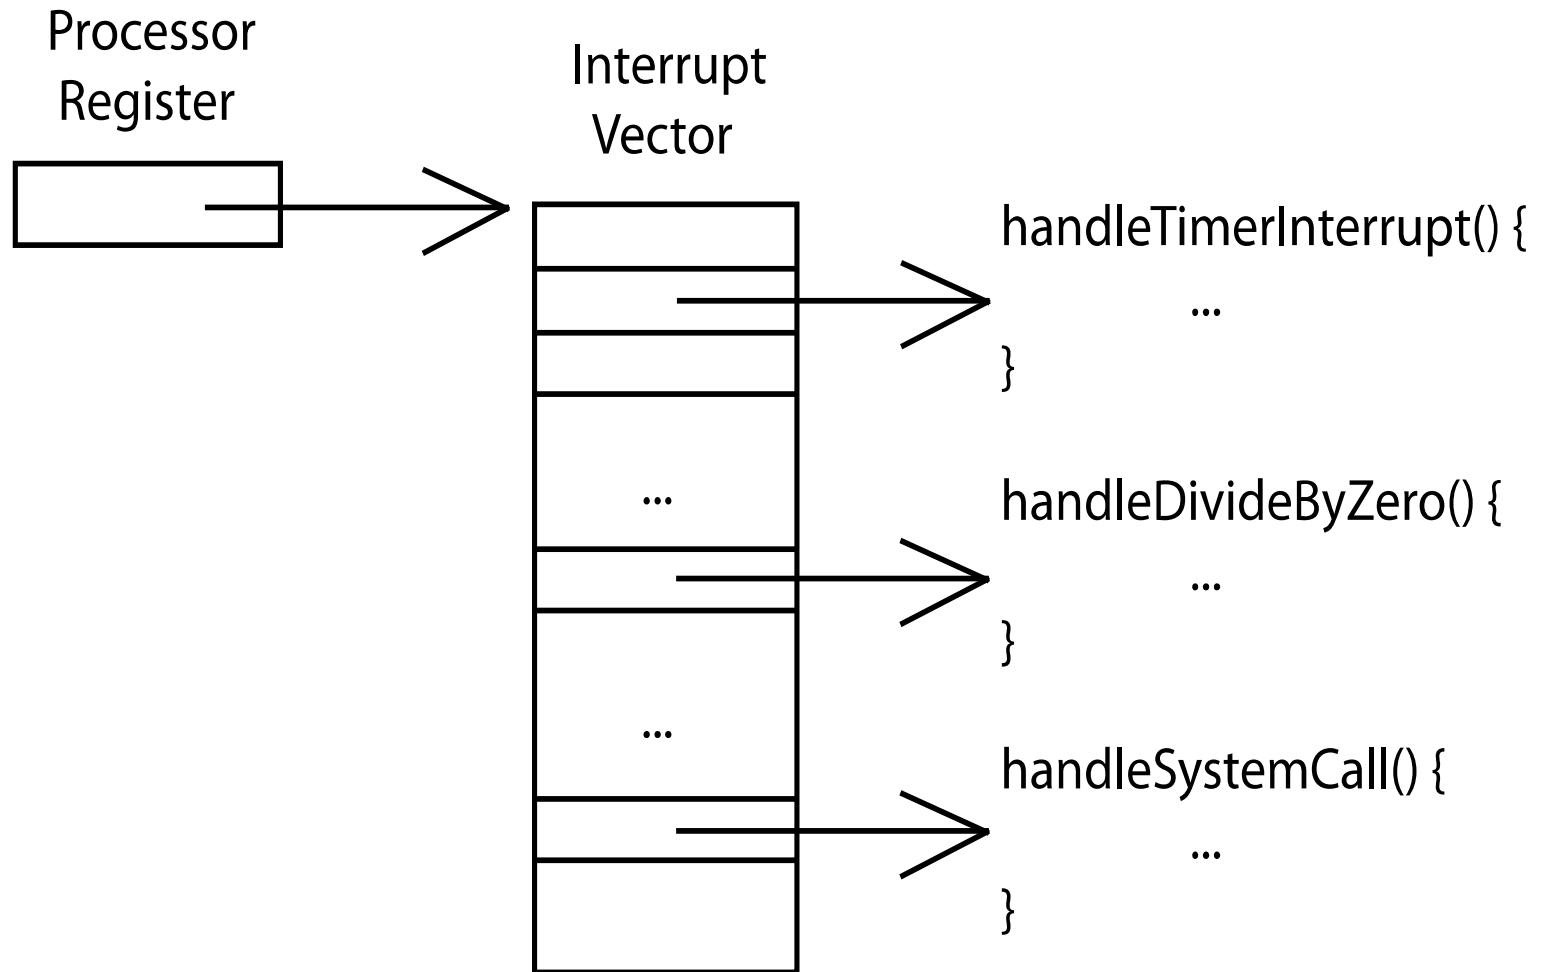 Processor
Register
Interrupt
Vector
handleTimerInterrupt() {
...
}
...
handleDivideByZero() {
...
}
...
handleSystemCall() {
...
}